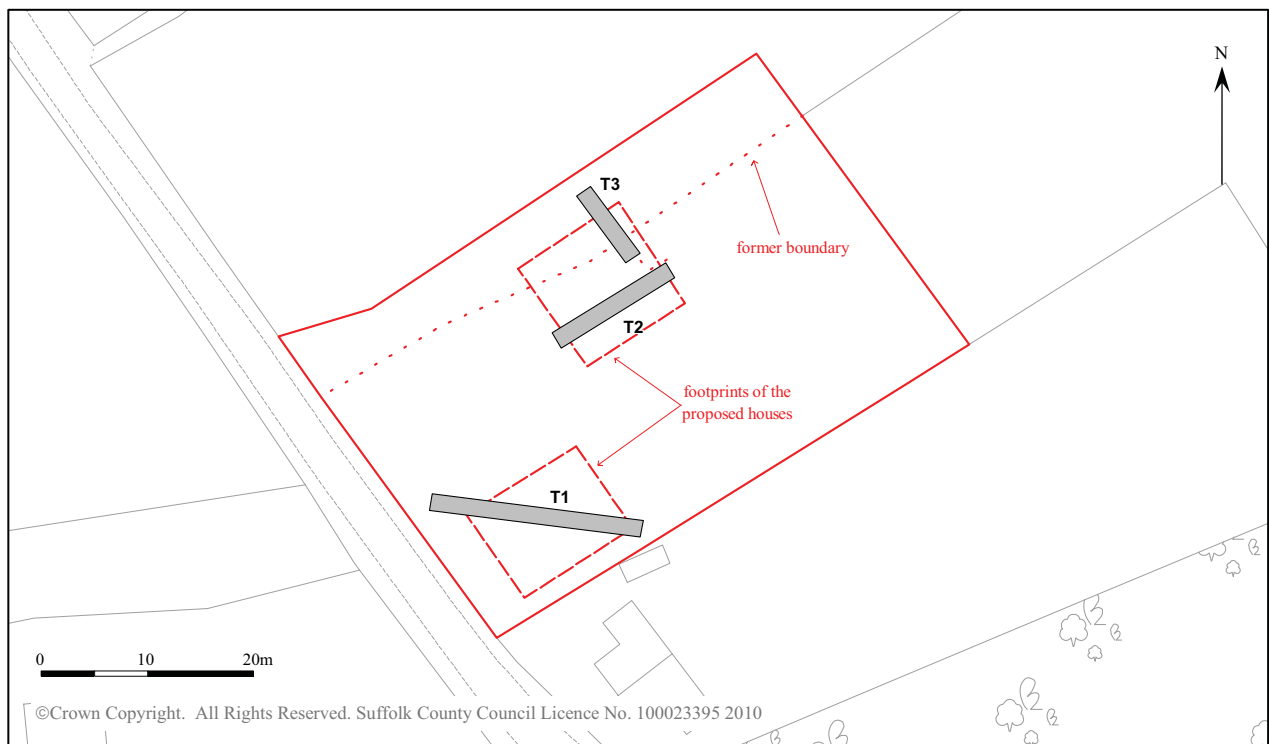 N
T3
former boundary
T2
footprints of the
proposed houses
T1
0 10 20m
©Crown Copyright. All Rights Reserved. Suffolk County Council Licence No. 100023395 2010